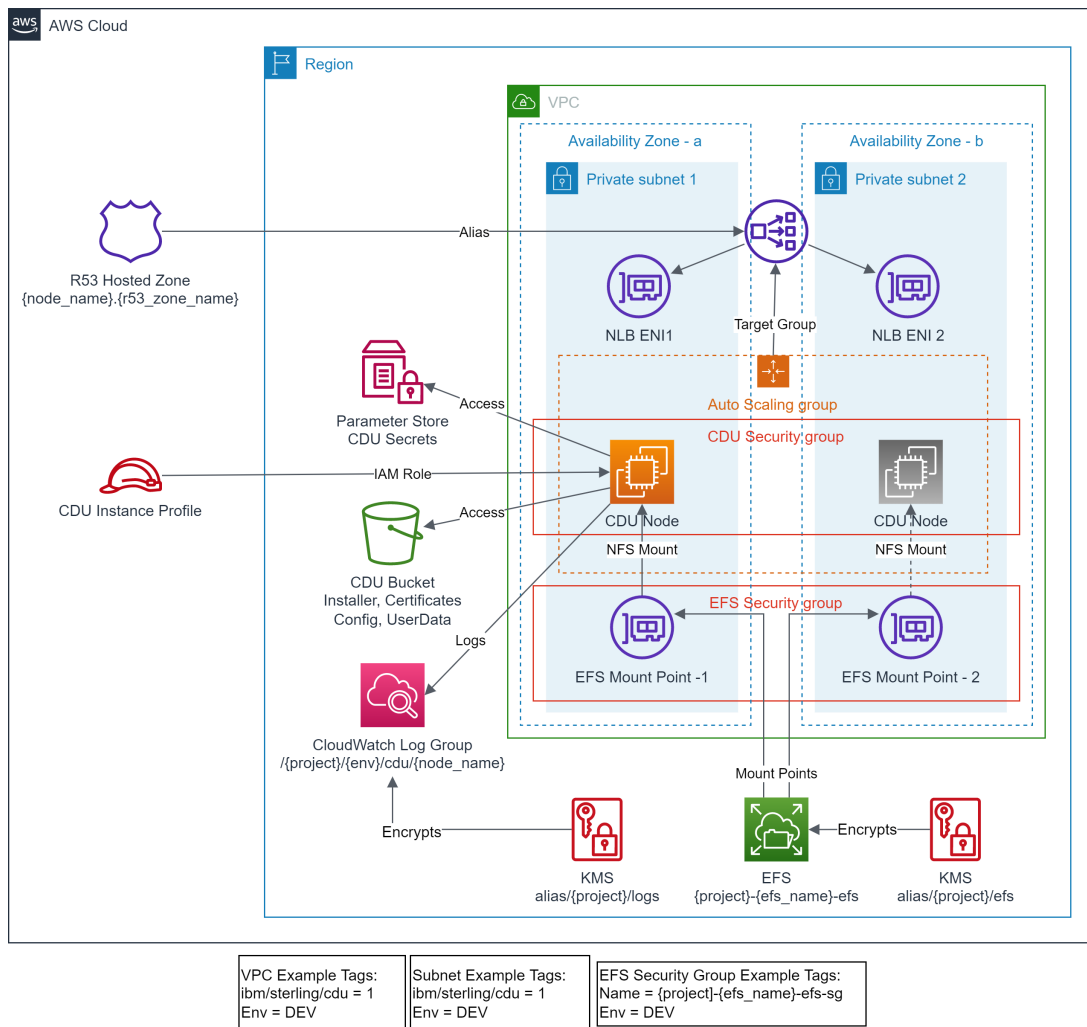 aws
AWS Cloud
Region
VPC
Availability Zone - a
Availability Zone - b
Private subnet 1
Private subnet 2
Alias
R53 Hosted Zone
{node_name}.{r53_zone_name}
NLB ENI1
NLB ENI 2
Target Group
Auto Scaling group
Access
Parameter Store
CDU Secrets
CDU Security group
IAM Role
CDU Instance Profile
Access
CDU Node
CDU Node
NFS Mount
NFS Mount
CDU Bucket
Installer, Certificates
Config, UserData
EFS Security group
Logs
EFS Mount Point -1
EFS Mount Point - 2
CloudWatch Log Group
/{project}/{env}/cdu/{node_name}
Mount Points
Encrypts
Encrypts
KMS
alias/{project}/logs
EFS
{project}-{efs_name}-efs
KMS
alias/{project}/efs
VPC Example Tags:
ibm/sterling/cdu = 1
Env = DEV
Subnet Example Tags:
ibm/sterling/cdu = 1
Env = DEV
EFS Security Group Example Tags:
Name = {project}-{efs_name}-efs-sg
Env = DEV